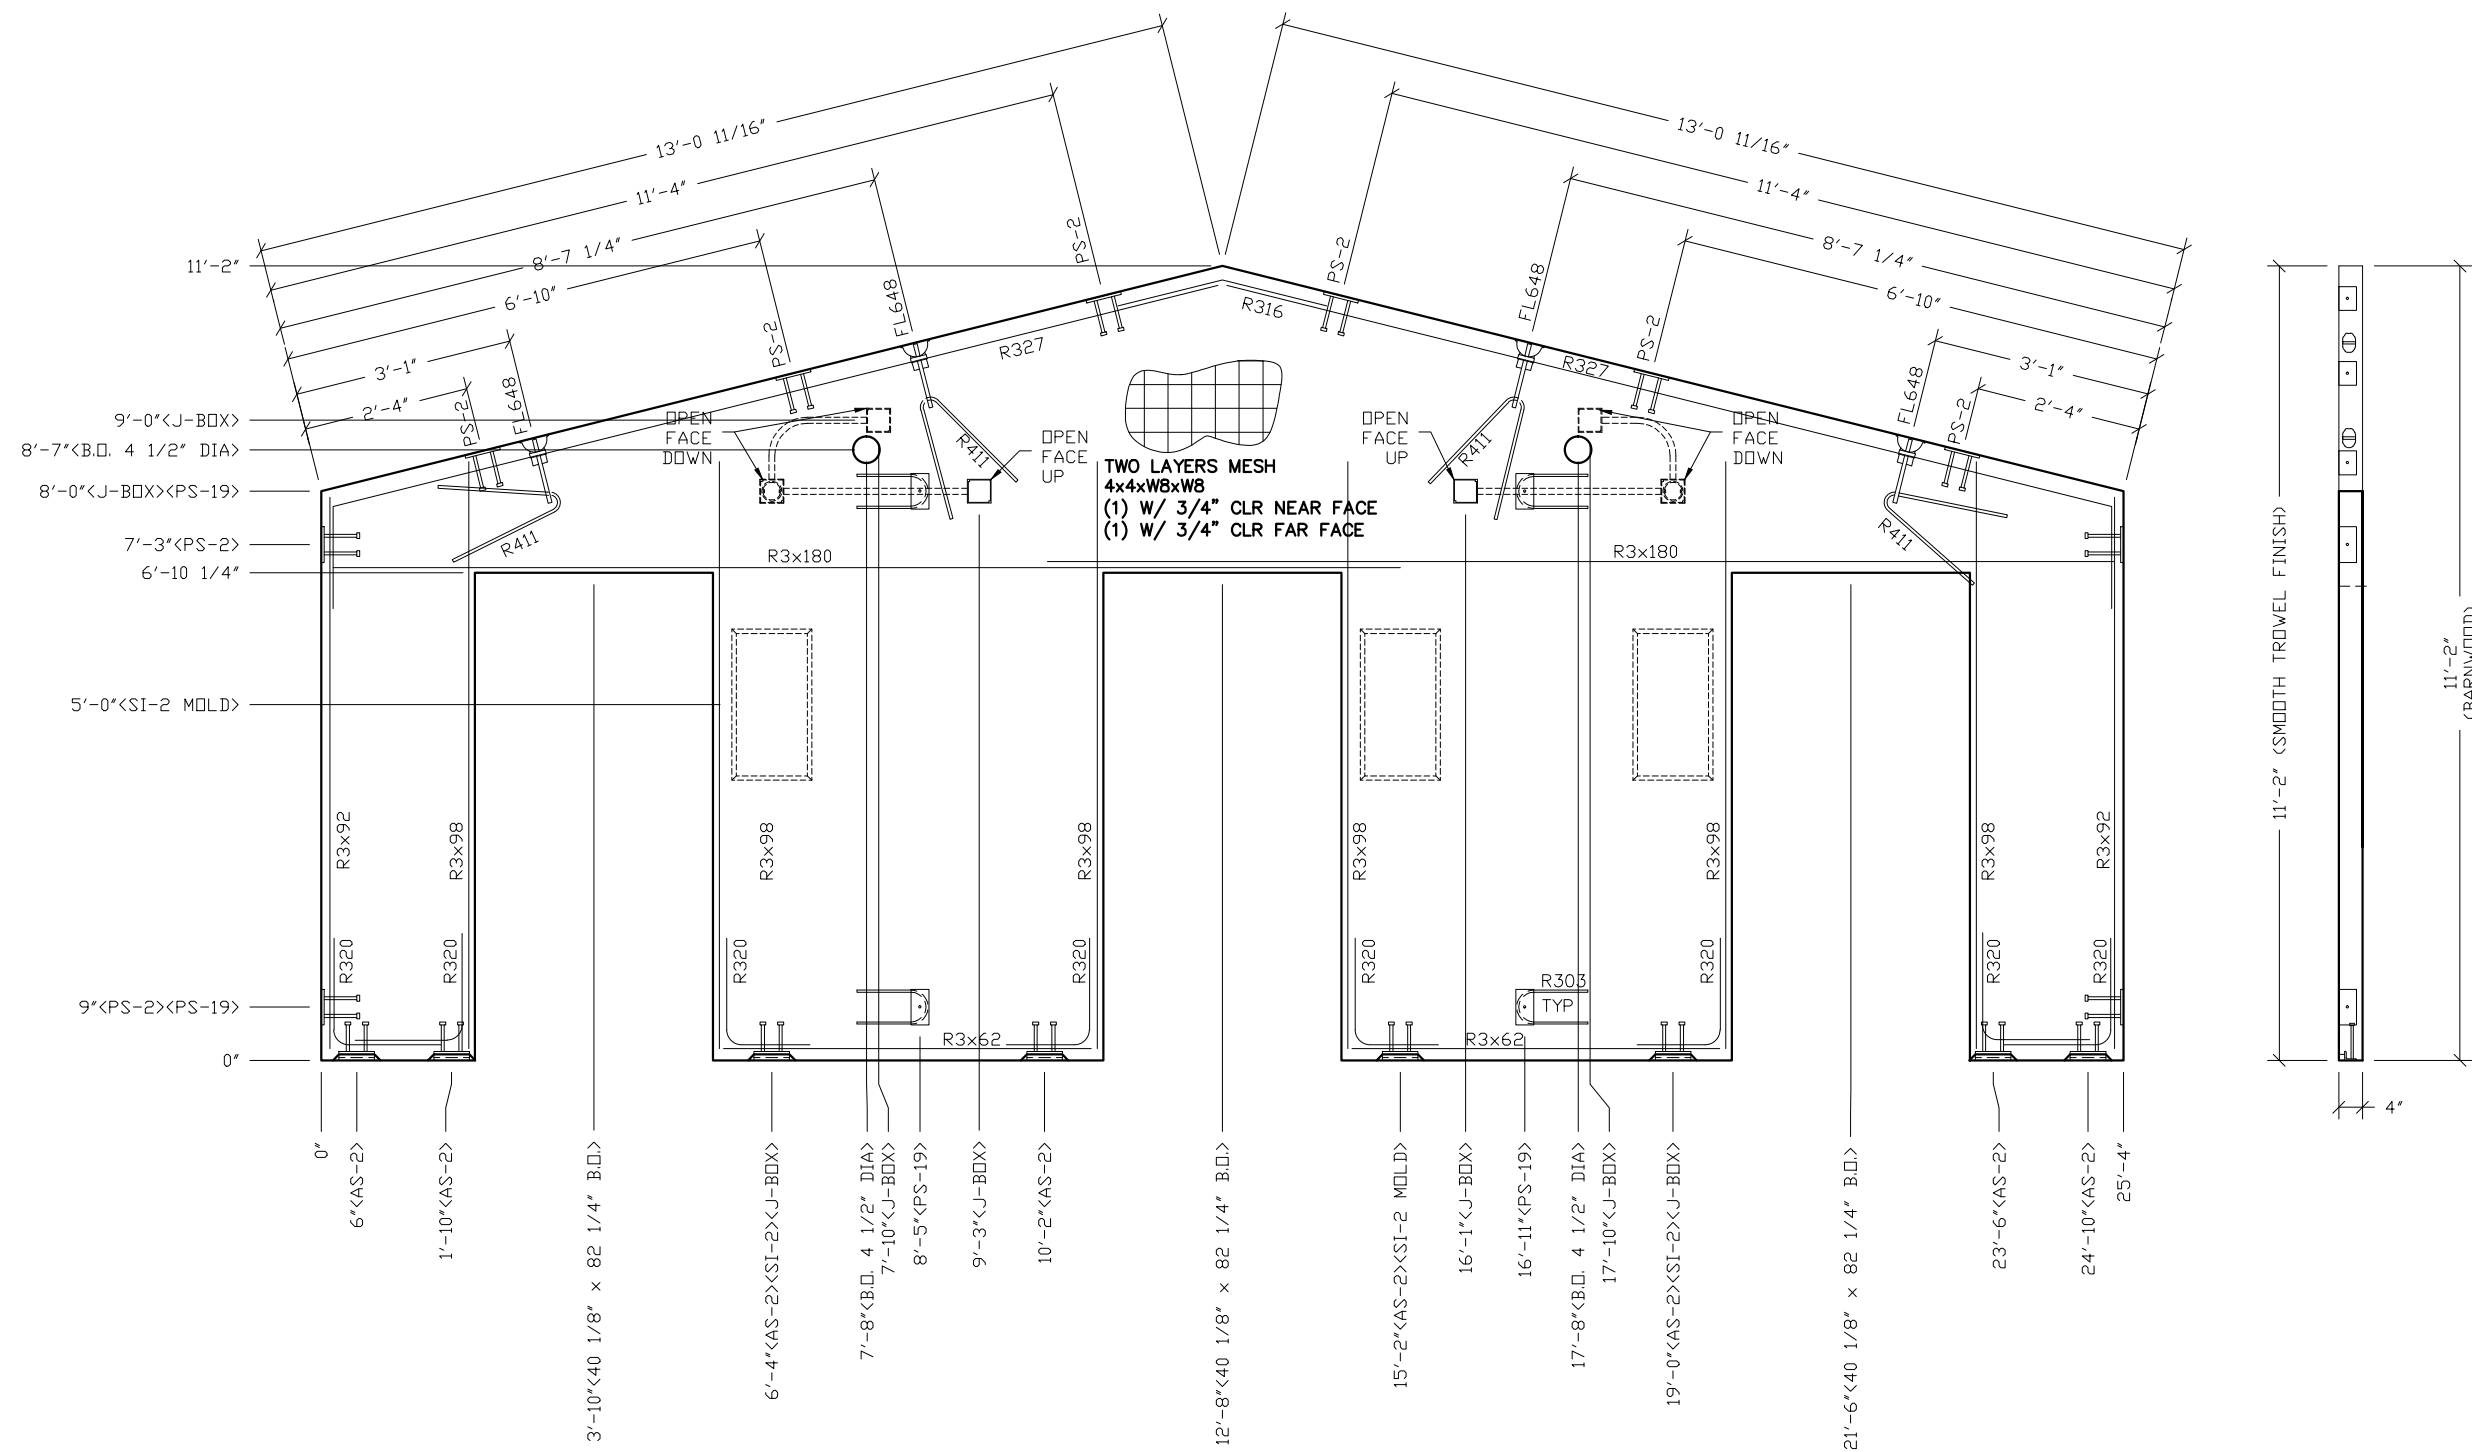 13'-0 11/16"
11'-4"
8'-7 1/4"
6'-10"
3'-1"
2'-4"
13'-0 11/16"
11'-4"
8'-7 1/4"
6'-10"
3'-1"
2'-4"
PS-2
FL648
PS-2
FL648
PS-2
PS-2
FL648
PS-2
FL648
PS-2
11'-2"
9'-0"<J-BOX>
8'-7"<B.O. 4 1/2" DIA>
8'-0"<J-BOX><PS-19>
7'-3"<PS-2>
6'-10 1/4"
5'-0"<SI-2 MOLD>
9"<PS-2><PS-19>
0"
R327
R316
R327
OPEN
FACE
DOWN
R411
R411
OPEN
FACE
UP
TWO LAYERS MESH
4x4xW8xW8
(1) W/ 3/4" CLR NEAR FACE
(1) W/ 3/4" CLR FAR FACE
OPEN
FACE
UP
R411
OPEN
FACE
DOWN
R411
R3x180
R3x180
R3x92
R3x98
R3x98
R3x98
R3x98
R3x98
R3x98
R3x92
R320
R320
R320
R320
R320
R320
R320
R320
R303
TYP
R3x62
R3x62
0"
6"<AS-2>
1'-10"<AS-2>
3'-10"<40 1/8" x 82 1/4" B.O.>
6'-4"<AS-2><SI-2><J-BOX>
7'-8"<B.O. 4 1/2" DIA>
7'-10"<J-BOX>
8'-5"<PS-19>
9'-3"<J-BOX>
10'-2"<AS-2>
12'-8"<40 1/8" x 82 1/4" B.O.>
15'-2"<AS-2><SI-2 MOLD>
16'-1"<J-BOX>
16'-11"<PS-19>
17'-8"<B.O. 4 1/2" DIA>
17'-10"<J-BOX>
19'-0"<AS-2><SI-2><J-BOX>
21'-6"<40 1/8" x 82 1/4" B.O.>
23'-6"<AS-2>
24'-10"<AS-2>
25'-4"
11'-2" (SMOOTH TROWEL FINISH)
11'-2"
(BARNWOOD)
4"